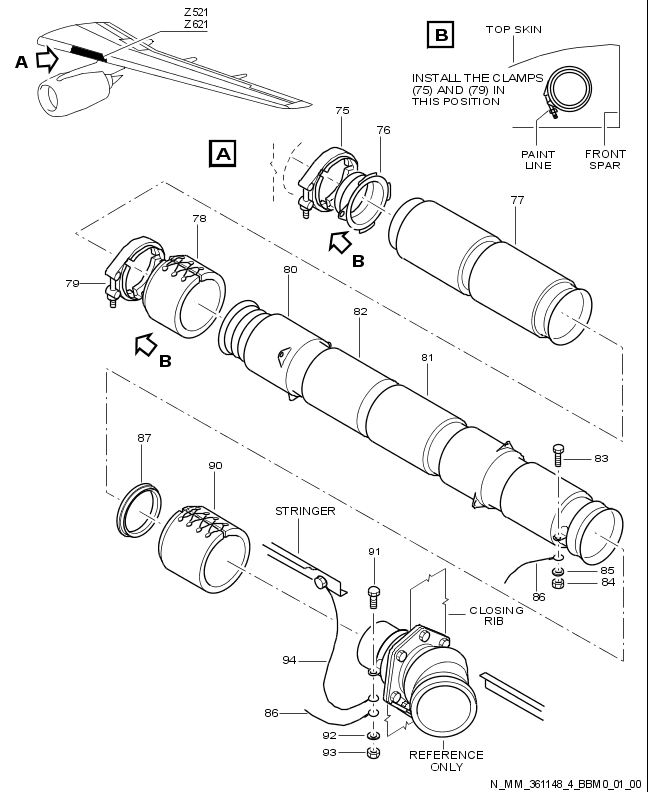 Z521
Z621
A
B
TOP SKIN
INSTALL THE CLAMPS
(75) AND (79) IN
THIS POSITION
PAINT
LINE
FRONT
SPAR
A
75
76
77
B
78
79
80
82
81
B
83
87
90
STRINGER
91
85
84
86
CLOSING
RIB
94
86
92
93
REFERENCE
ONLY
N_MM_361148_4_BBM0_01_00